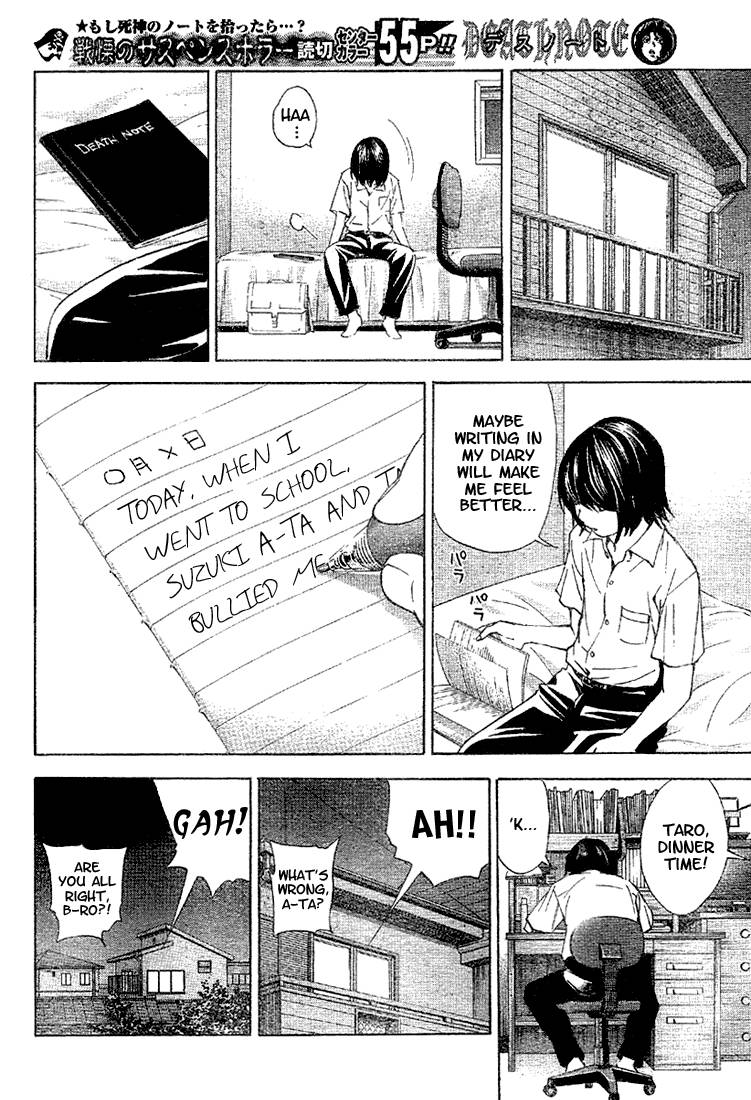 ★もし死神のノートを拾ったら…?
戦慄のサスペンスホラー読切
センター
カラー
55P!!
DEATH NOTE
デスノート
HAA
...
DEATH NOTE
MAYBE
WRITING IN
MY DIARY
WILL MAKE
ME FEEL
BETTER...
パラ
パラ
〇月×日
TODAY, WHEN I
WENT TO SCHOOL,
SUZUKI A-TA AND T
BULLIED ME
TARO,
DINNER
TIME!
'K...
AH!!
WHAT'S
WRONG,
A-TA?
GAH!
ARE
YOU ALL
RIGHT,
B-RO?!